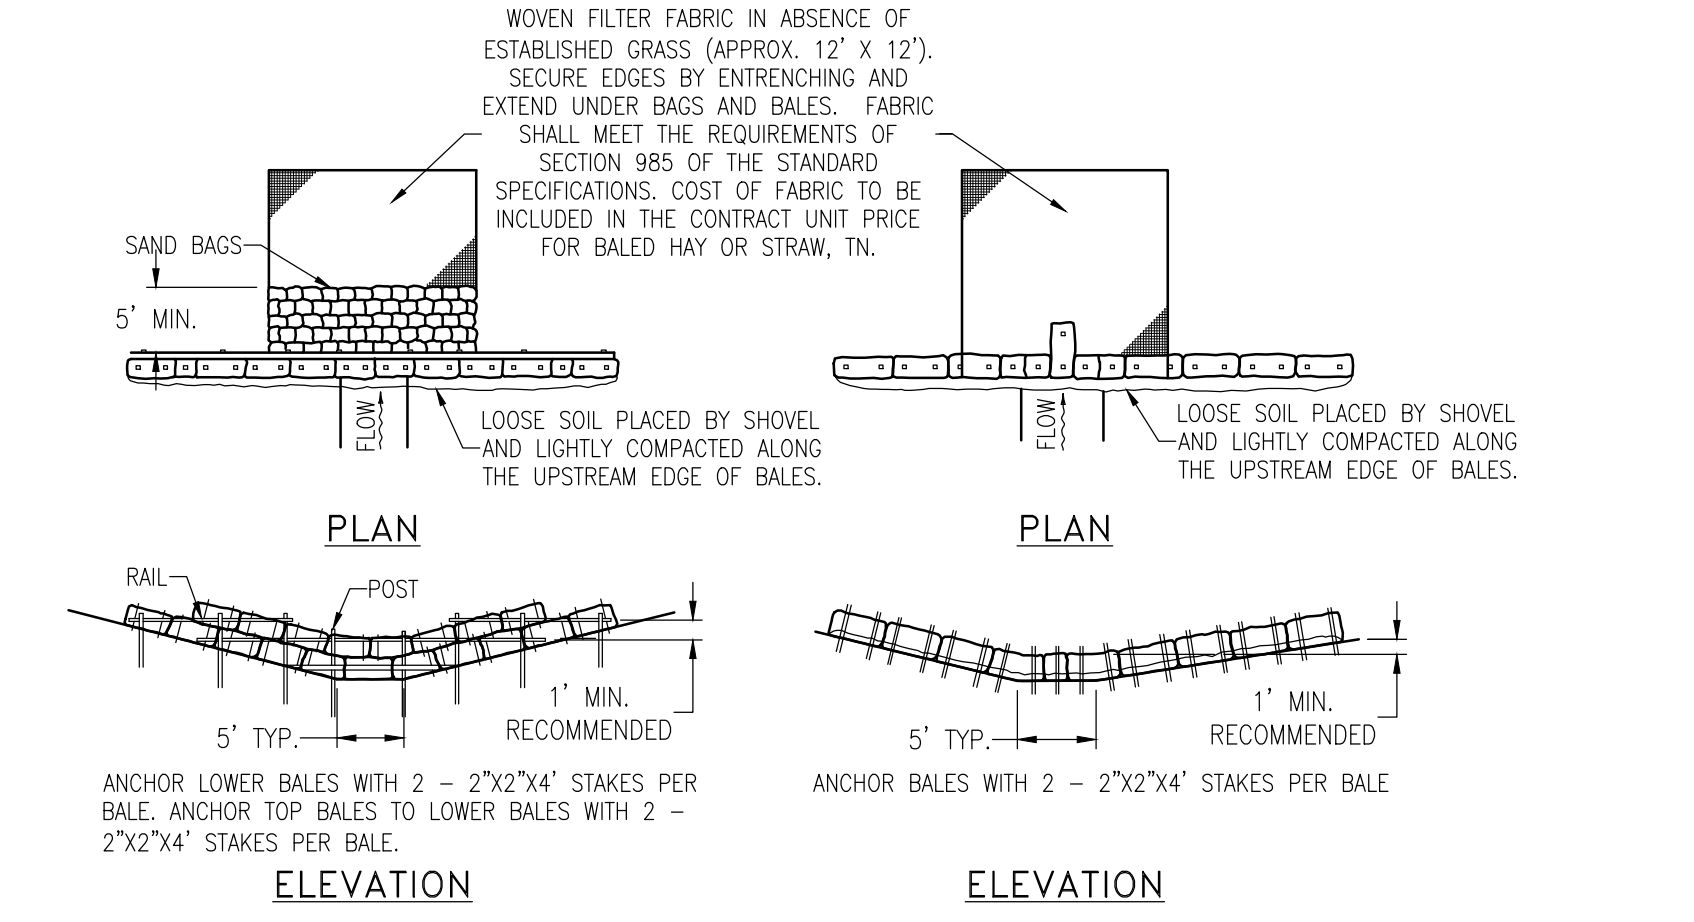 WOVEN FILTER FABRIC IN ABSENCE OF
ESTABLISHED GRASS (APPROX. 12' X 12').
SECURE EDGES BY ENTRENCHING AND
EXTEND UNDER BAGS AND BALES.  FABRIC
SHALL MEET THE REQUIREMENTS OF
SECTION 985 OF THE STANDARD
SPECIFICATIONS. COST OF FABRIC TO BE
INCLUDED IN THE CONTRACT UNIT PRICE
FOR BALED HAY OR STRAW, TN.
SAND BAGS
5' MIN.
FLOW
LOOSE SOIL PLACED BY SHOVEL
AND LIGHTLY COMPACTED ALONG
THE UPSTREAM EDGE OF BALES.
PLAN
FLOW
LOOSE SOIL PLACED BY SHOVEL
AND LIGHTLY COMPACTED ALONG
THE UPSTREAM EDGE OF BALES.
PLAN
RAIL
POST
1' MIN.
RECOMMENDED
5' TYP.
ANCHOR LOWER BALES WITH 2 – 2"X2"X4' STAKES PER
BALE. ANCHOR TOP BALES TO LOWER BALES WITH 2 –
2"X2"X4' STAKES PER BALE.
ELEVATION
1' MIN.
RECOMMENDED
5' TYP.
ANCHOR BALES WITH 2 – 2"X2"X4' STAKES PER BALE
ELEVATION